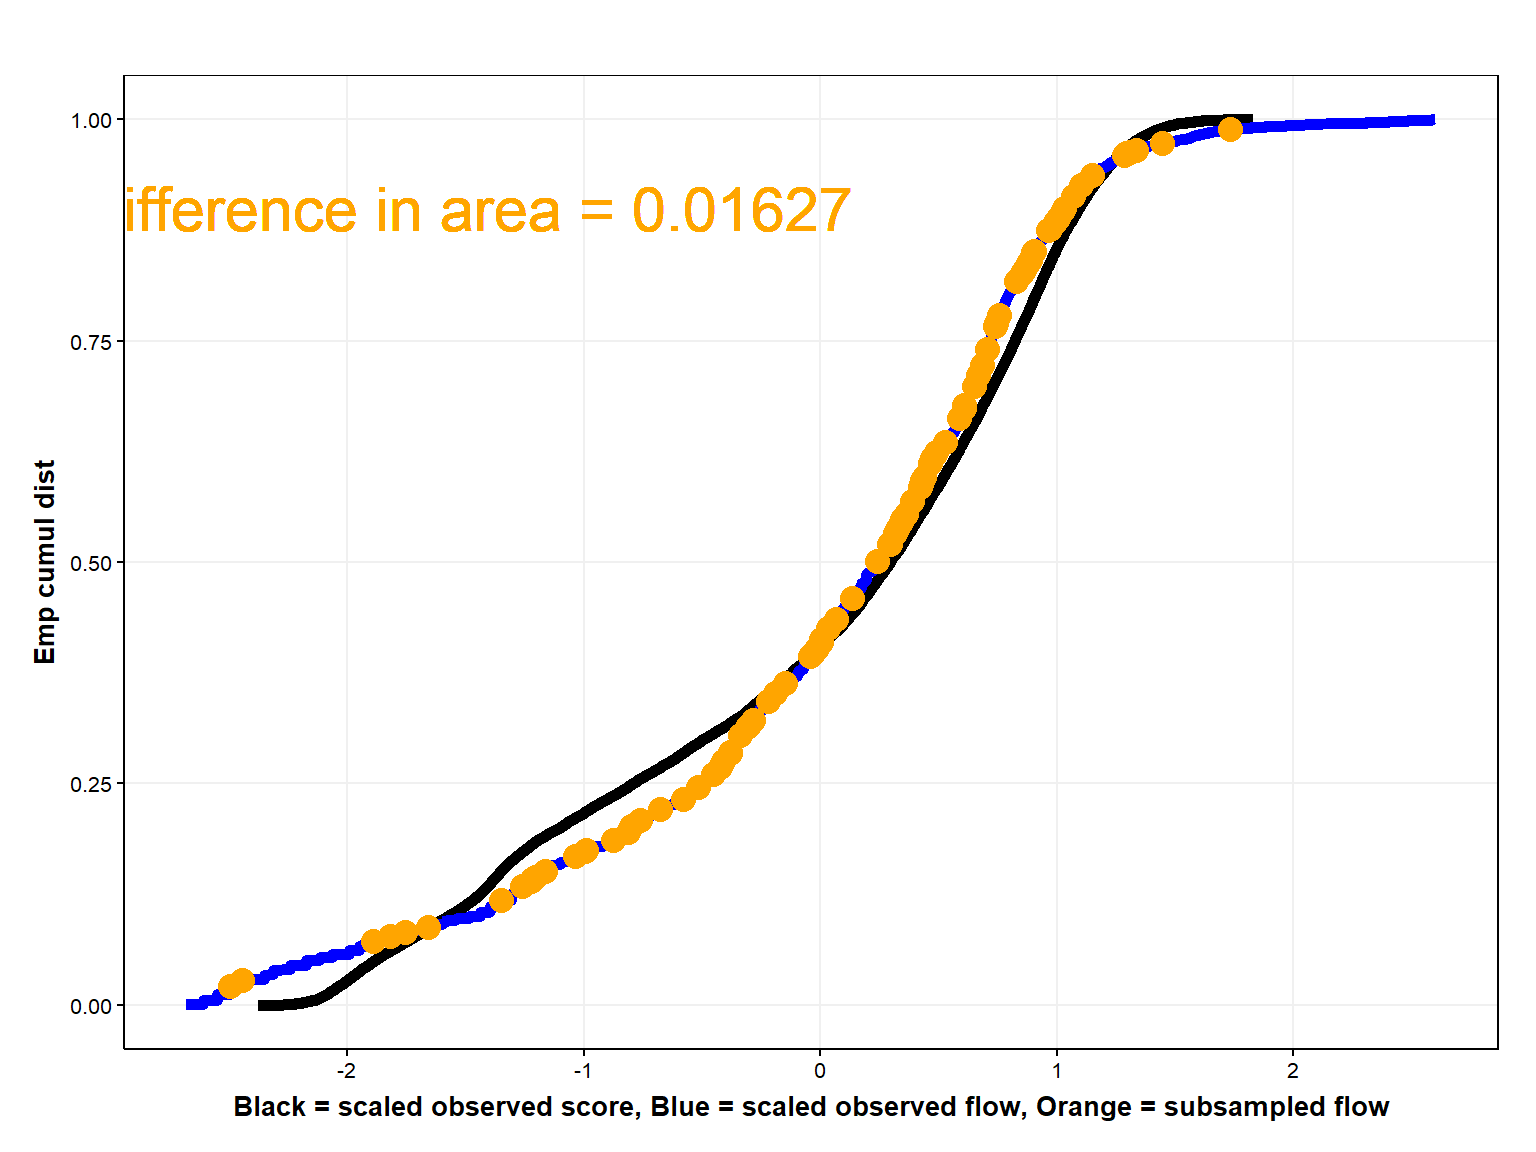 1.00
ifference in area = 0.01627
0.75
Emp cumul dist
0.50
0.25
0.00
-2 -1 0 1 2
Black = scaled observed score, Blue = scaled observed flow, Orange = subsampled flow